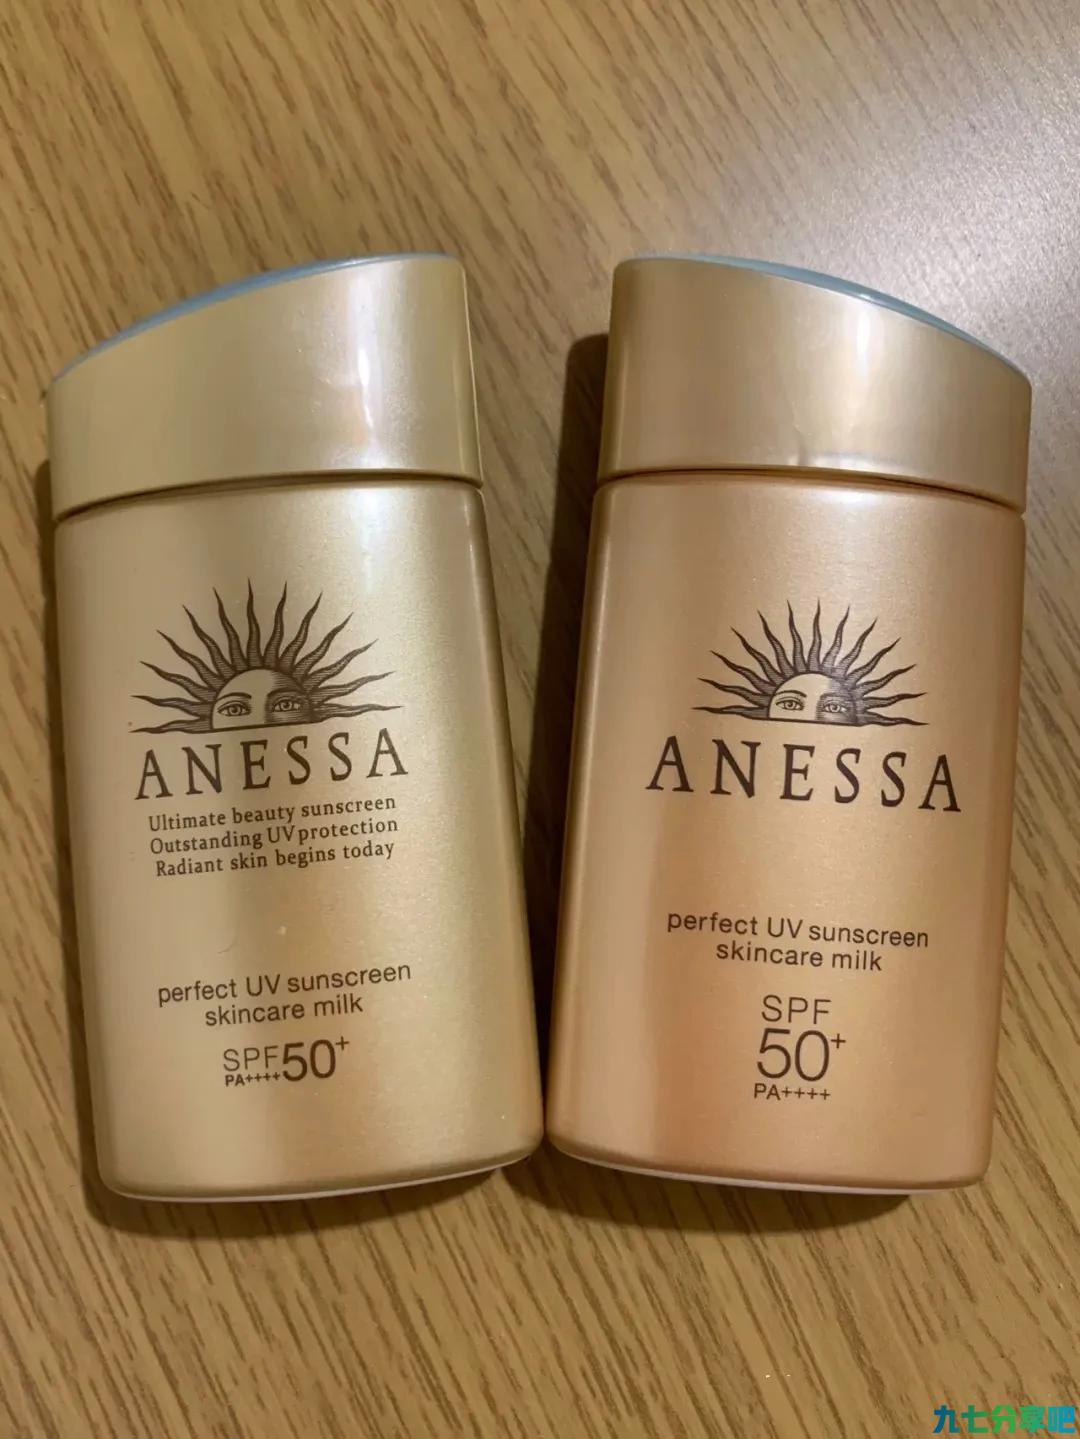 ANESSA
Ultimate beauty sunscreen
Outstanding UV protection
Radiant skin begins today
perfect UV sunscreen
skincare milk
SPF50+
PA++++
ANESSA
perfect UV sunscreen
skincare milk
SPF
50+
PA++++
九七分享吧